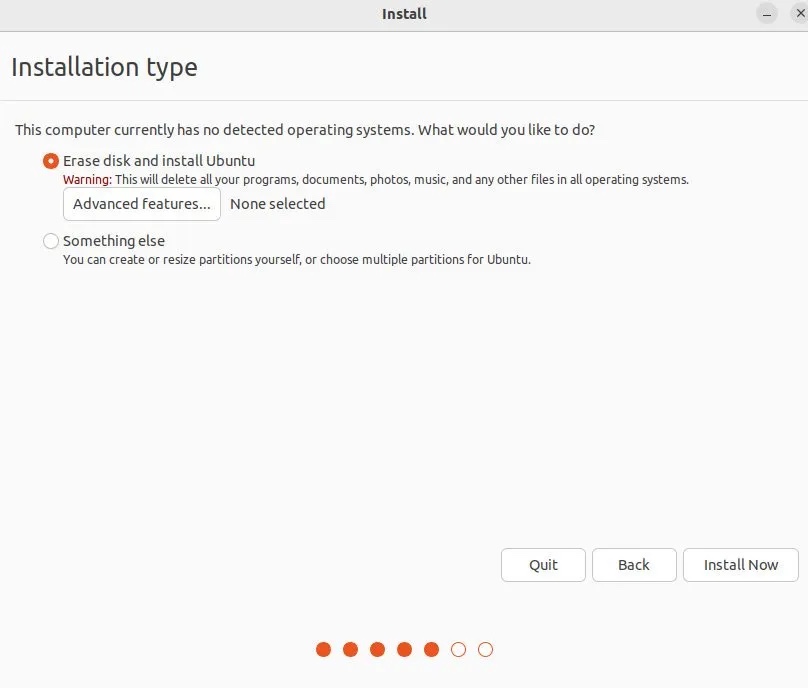 Install
Installation type
This computer currently has no detected operating systems. What would you like to do?
Erase disk and install Ubuntu
Warning: This will delete all your programs, documents, photos, music, and any other files in all operating systems.
Advanced features... None selected
Something else
You can create or resize partitions yourself, or choose multiple partitions for Ubuntu.
Quit Back Install Now